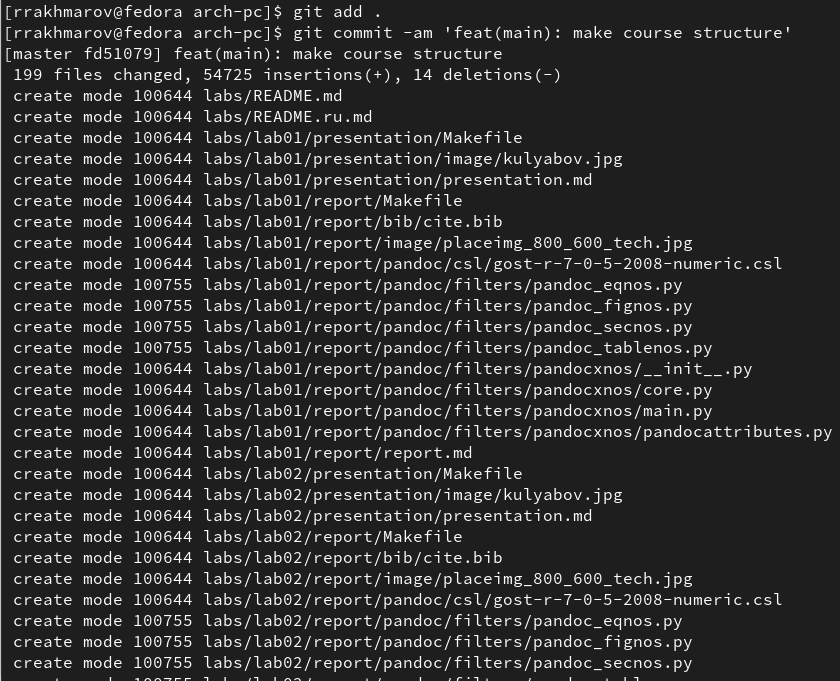 [rrakhmarov@fedora arch-pc]$ git add .
[rrakhmarov@fedora arch-pc]$ git commit -am 'feat(main): make course structure'
[master fd51079] feat(main): make course structure
 199 files changed, 54725 insertions(+), 14 deletions(-)
 create mode 100644 labs/README.md
 create mode 100644 labs/README.ru.md
 create mode 100644 labs/lab01/presentation/Makefile
 create mode 100644 labs/lab01/presentation/image/kulyabov.jpg
 create mode 100644 labs/lab01/presentation/presentation.md
 create mode 100644 labs/lab01/report/Makefile
 create mode 100644 labs/lab01/report/bib/cite.bib
 create mode 100644 labs/lab01/report/image/placeimg_800_600_tech.jpg
 create mode 100644 labs/lab01/report/pandoc/csl/gost-r-7-0-5-2008-numeric.csl
 create mode 100755 labs/lab01/report/pandoc/filters/pandoc_eqnos.py
 create mode 100755 labs/lab01/report/pandoc/filters/pandoc_fignos.py
 create mode 100755 labs/lab01/report/pandoc/filters/pandoc_secnos.py
 create mode 100755 labs/lab01/report/pandoc/filters/pandoc_tablenos.py
 create mode 100644 labs/lab01/report/pandoc/filters/pandocxnos/__init__.py
 create mode 100644 labs/lab01/report/pandoc/filters/pandocxnos/core.py
 create mode 100644 labs/lab01/report/pandoc/filters/pandocxnos/main.py
 create mode 100644 labs/lab01/report/pandoc/filters/pandocxnos/pandocattributes.py
 create mode 100644 labs/lab01/report/report.md
 create mode 100644 labs/lab02/presentation/Makefile
 create mode 100644 labs/lab02/presentation/image/kulyabov.jpg
 create mode 100644 labs/lab02/presentation/presentation.md
 create mode 100644 labs/lab02/report/Makefile
 create mode 100644 labs/lab02/report/bib/cite.bib
 create mode 100644 labs/lab02/report/image/placeimg_800_600_tech.jpg
 create mode 100644 labs/lab02/report/pandoc/csl/gost-r-7-0-5-2008-numeric.csl
 create mode 100755 labs/lab02/report/pandoc/filters/pandoc_eqnos.py
 create mode 100755 labs/lab02/report/pandoc/filters/pandoc_fignos.py
 create mode 100755 labs/lab02/report/pandoc/filters/pandoc_secnos.py